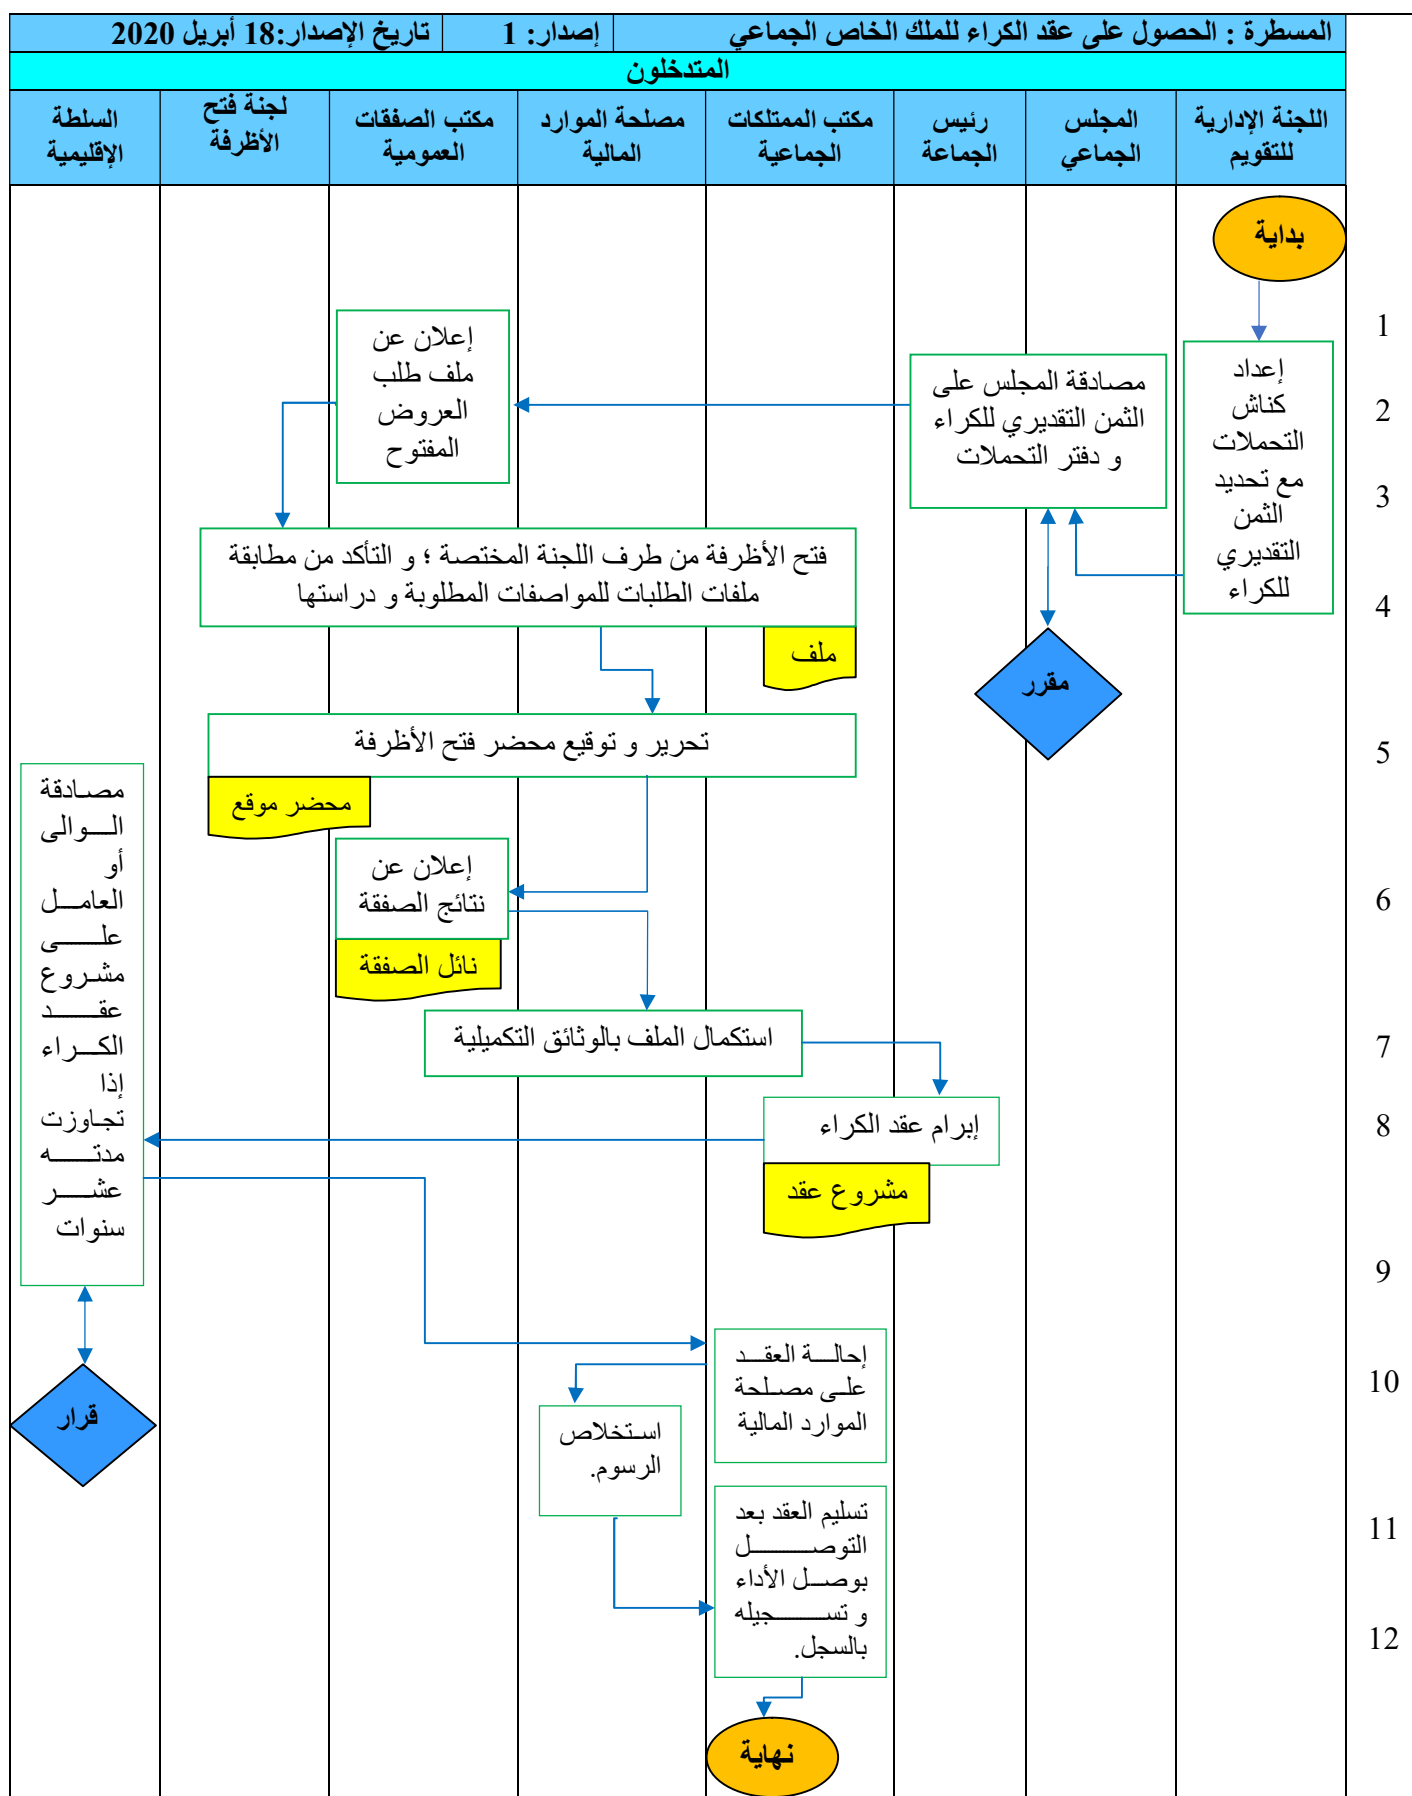 المسطرة : الحصول على عقد الكراء للملك الخاص الجماعي
إصدار: 1
تاريخ الإصدار:18 أبريل 2020
المتدخلون
اللجنة الإدارية
للتقويم
المجلس
الجماعي
رئيس
الجماعة
مكتب الممتلكات
الجماعية
مصلحة الموارد
المالية
مكتب الصفقات
العمومية
لجنة فتح
الأظرفة
السلطة
الإقليمية
بداية
1
إعداد
كناش
التحملات
مع تحديد
الثمن
التقديري
للكراء
مصادقة المجلس على
الثمن التقديري للكراء
و دفتر التحملات
إعلان عن
ملف طلب
العروض
المفتوح
2
3
فتح الأظرفة من طرف اللجنة المختصة ؛ و التأكد من مطابقة
ملفات الطلبات للمواصفات المطلوبة و دراستها
4
ملف
مقرر
تحرير و توقيع محضر فتح الأظرفة
5
محضر موقع
مصادقة
الوالى
أو
العامل
على
مشروع
عقد
الكراء
إذا
تجاوزت
مدته
عشر
سنوات
إعلان عن
نتائج الصفقة
6
نائل الصفقة
استكمال الملف بالوثائق التكميلية
7
إبرام عقد الكراء
8
مشروع عقد
9
إحالة العقد
على مصلحة
الموارد المالية
10
قرار
استخلاص
الرسوم.
تسليم العقد بعد
التوصل
بوصل الأداء
و تسجيله
بالسجل.
11
12
نهاية